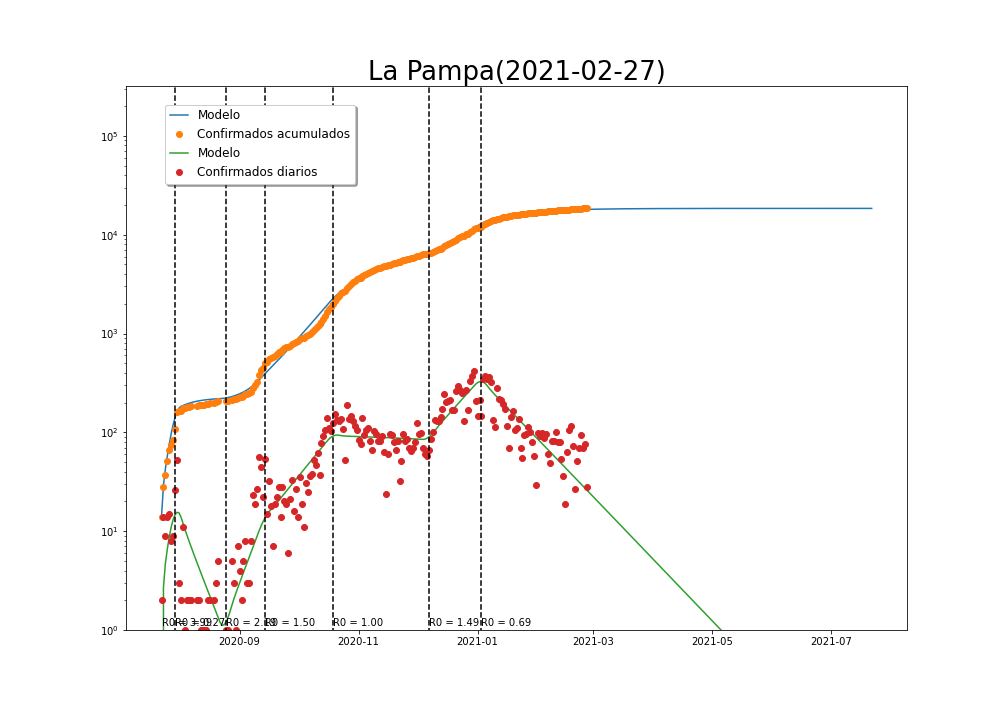 La Pampa(2021-02-27)
Modelo
Confirmados acumulados
Modelo
Confirmados diarios
10⁵
10⁴
10³
10²
10¹
10⁰
R0 = 1.50
R0 = 1.00
R0 = 1.49
R0 = 0.69
2020-09
2020-11
2021-01
2021-03
2021-05
2021-07